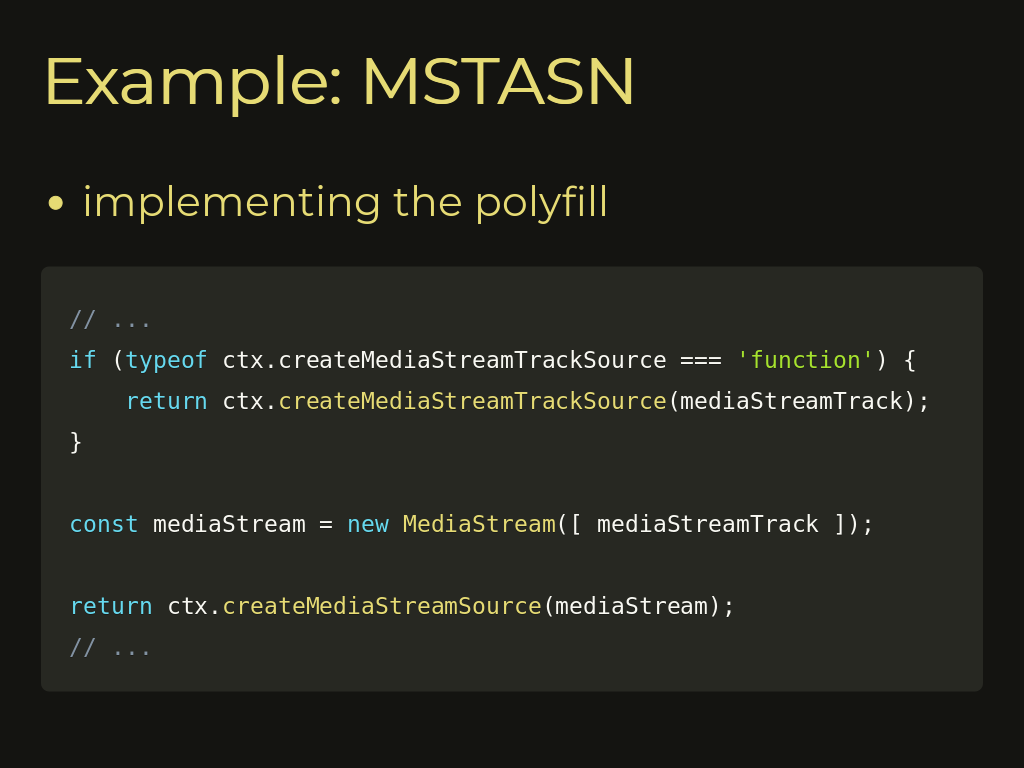 Example: MSTASN
• implementing the polyfill
// ...
if (typeof ctx.createMediaStreamTrackSource === 'function') {
    return ctx.createMediaStreamTrackSource(mediaStreamTrack);
}
const mediaStream = new MediaStream([ mediaStreamTrack ]);
return ctx.createMediaStreamSource(mediaStream);
// ...